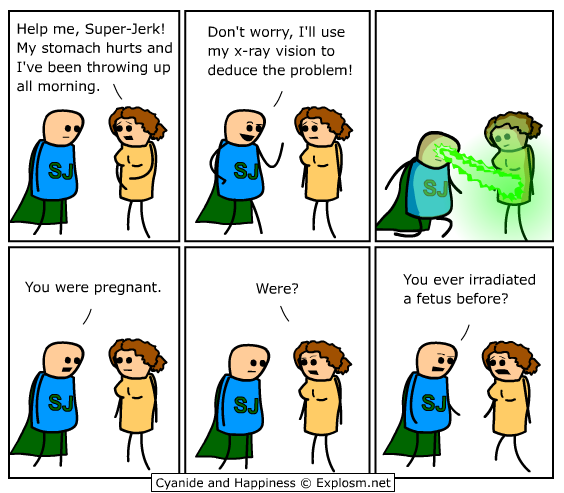 Help me, Super-Jerk!
My stomach hurts and
I've been throwing up
all morning.
SJ
Don't worry, I'll use
my x-ray vision to
deduce the problem!
SJ
SJ
You were pregnant.
SJ
Were?
SJ
You ever irradiated
a fetus before?
SJ
Cyanide and Happiness © Explosm.net